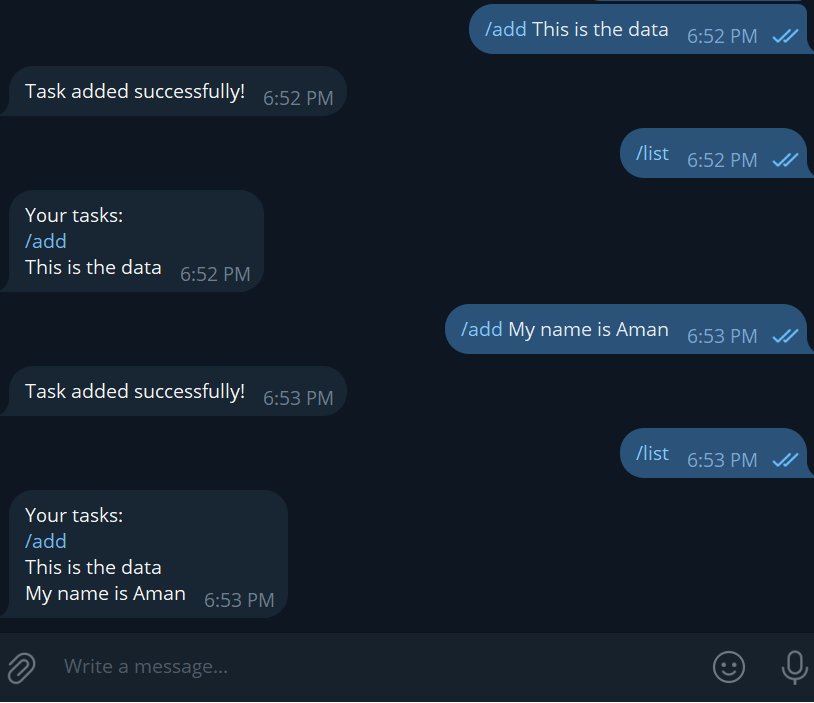 /add This is the data 6:52 PM
Task added successfully! 6:52 PM
/list 6:52 PM
Your tasks:
/add
This is the data 6:52 PM
/add My name is Aman 6:53 PM
Task added successfully! 6:53 PM
/list 6:53 PM
Your tasks:
/add
This is the data
My name is Aman 6:53 PM
Write a message...